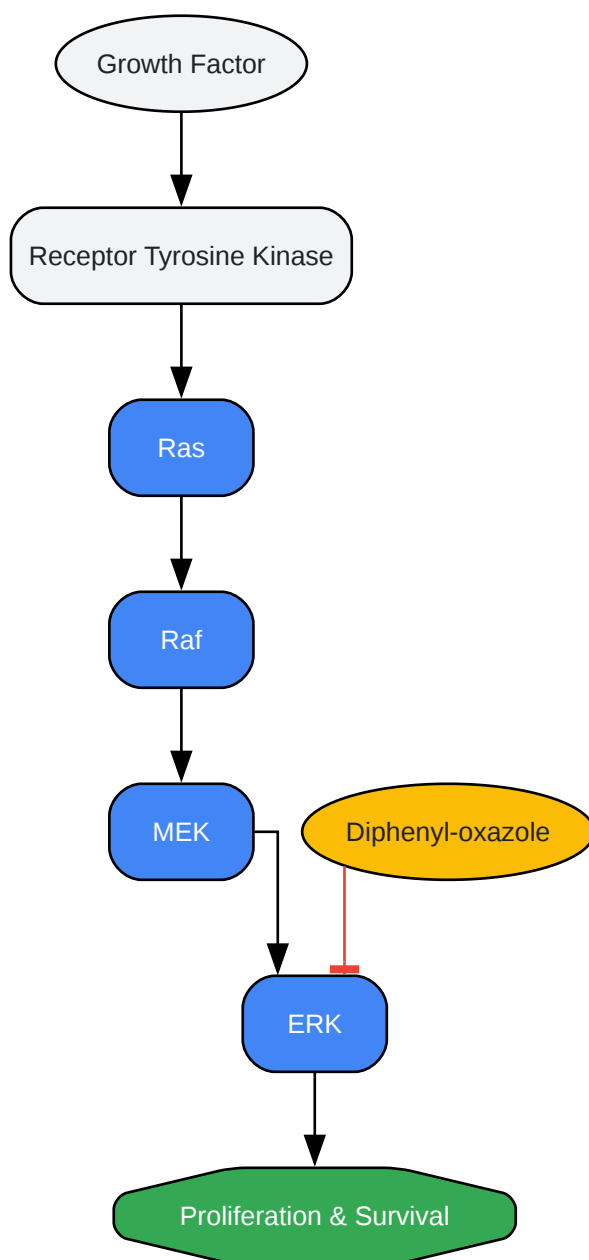 Growth Factor
Receptor Tyrosine Kinase
Ras
Raf
MEK
Diphenyl-oxazole
ERK
Proliferation & Survival